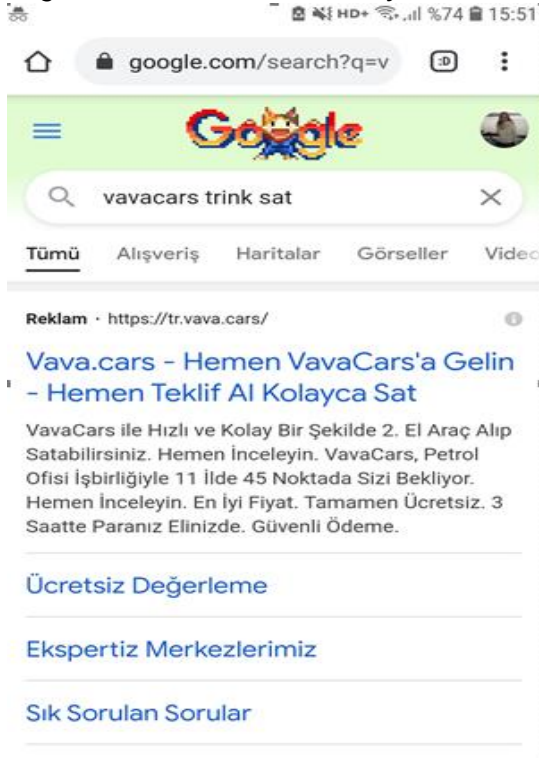 HD+ %74 15:51
google.com/search?q=v :D
Google
vavacars trink sat
Tümü Alışveriş Haritalar Görseller Video
Reklam · https://tr.vava.cars/
Vava.cars - Hemen VavaCars'a Gelin
- Hemen Teklif Al Kolayca Sat
VavaCars ile Hızlı ve Kolay Bir Şekilde 2. El Araç Alıp
Satabilirsiniz. Hemen İnceleyin. VavaCars, Petrol
Ofisi İşbirliğiyle 11 İlde 45 Noktada Sizi Bekliyor.
Hemen İnceleyin. En İyi Fiyat. Tamamen Ücretsiz. 3
Saatte Paranız Elinizde. Güvenli Ödeme.
Ücretsiz Değerleme
Ekspertiz Merkezlerimiz
Sık Sorulan Sorular